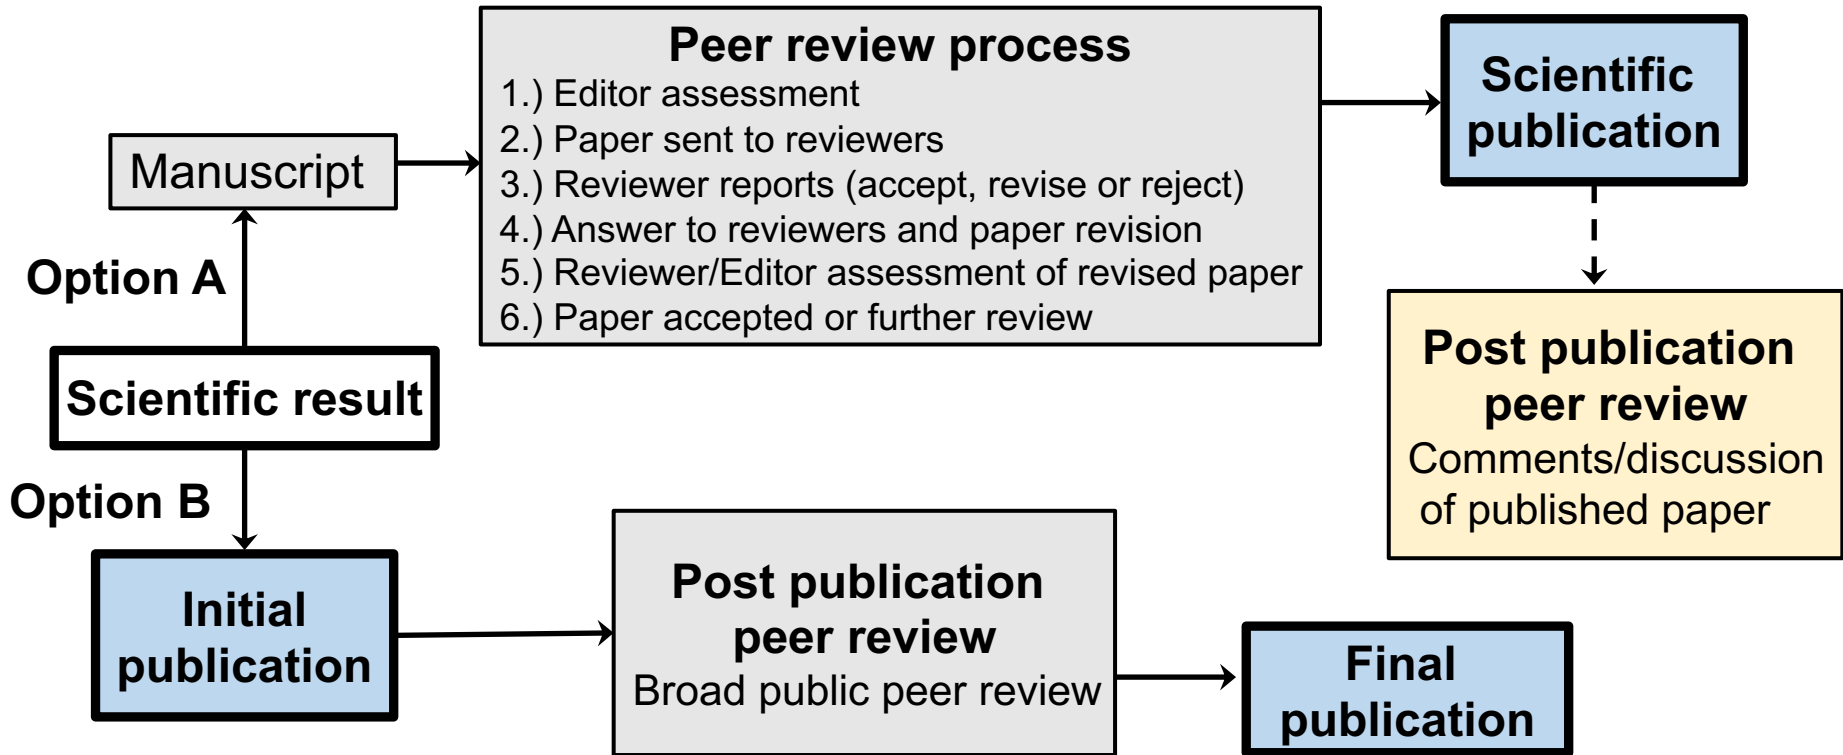 Peer review process
1.) Editor assessment
2.) Paper sent to reviewers
3.) Reviewer reports (accept, revise or reject)
4.) Answer to reviewers and paper revision
5.) Reviewer/Editor assessment of revised paper
6.) Paper accepted or further review
Scientific
publication
Manuscript
Option A
Scientific result
Option B
Post publication
peer review
Comments/discussion
of published paper
Initial
publication
Post publication
peer review
Broad public peer review
Final
publication